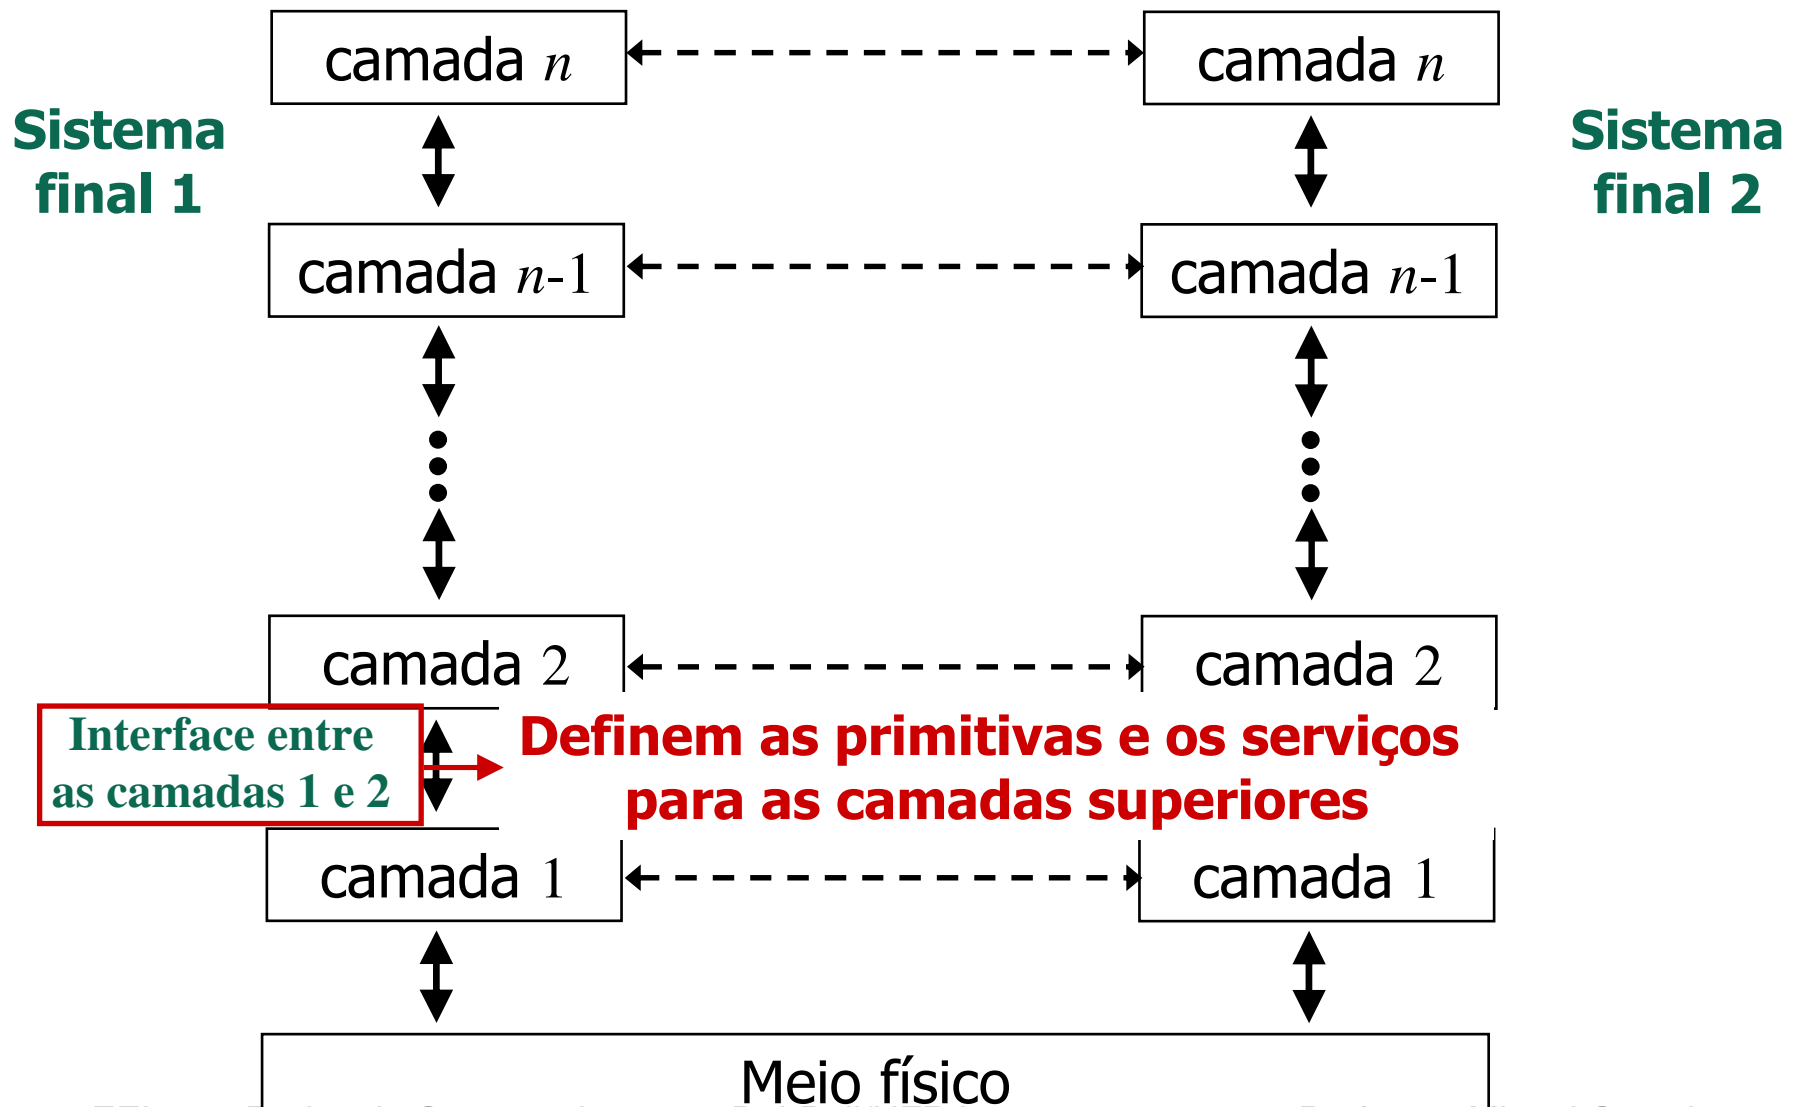 camada n
camada n
Sistema
final 1
Sistema
final 2
camada n-1
camada n-1
camada 2
camada 2
Interface entre
as camadas 1 e 2
Definem as primitivas e os serviços
para as camadas superiores
camada 1
camada 1
Meio físico